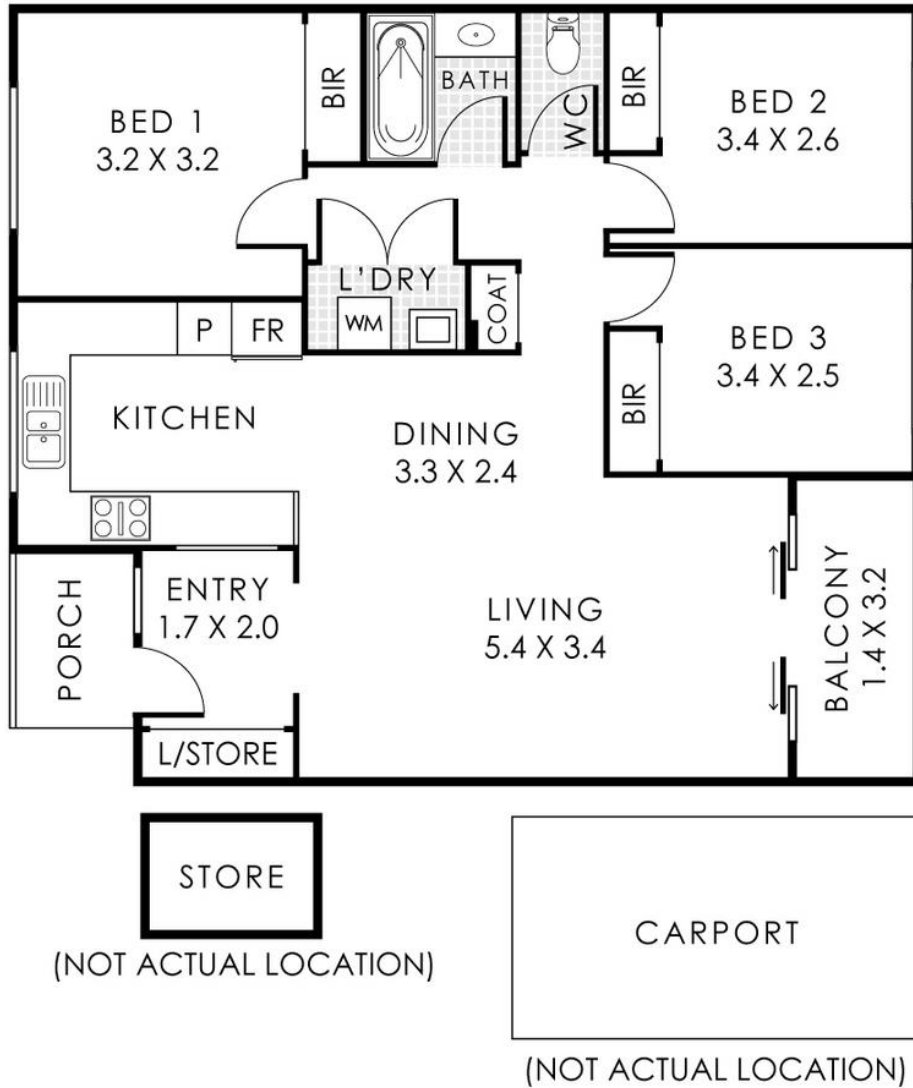 BED 1
3.2 X 3.2
BIR
BATH
WC
BIR
BED 2
3.4 X 2.6
L'DRY
WM
COAT
P
FR
KITCHEN
DINING
3.3 X 2.4
BIR
BED 3
3.4 X 2.5
PORCH
ENTRY
1.7 X 2.0
L/STORE
LIVING
5.4 X 3.4
BALCONY
1.4 X 3.2
STORE
(NOT ACTUAL LOCATION)
CARPORT
(NOT ACTUAL LOCATION)